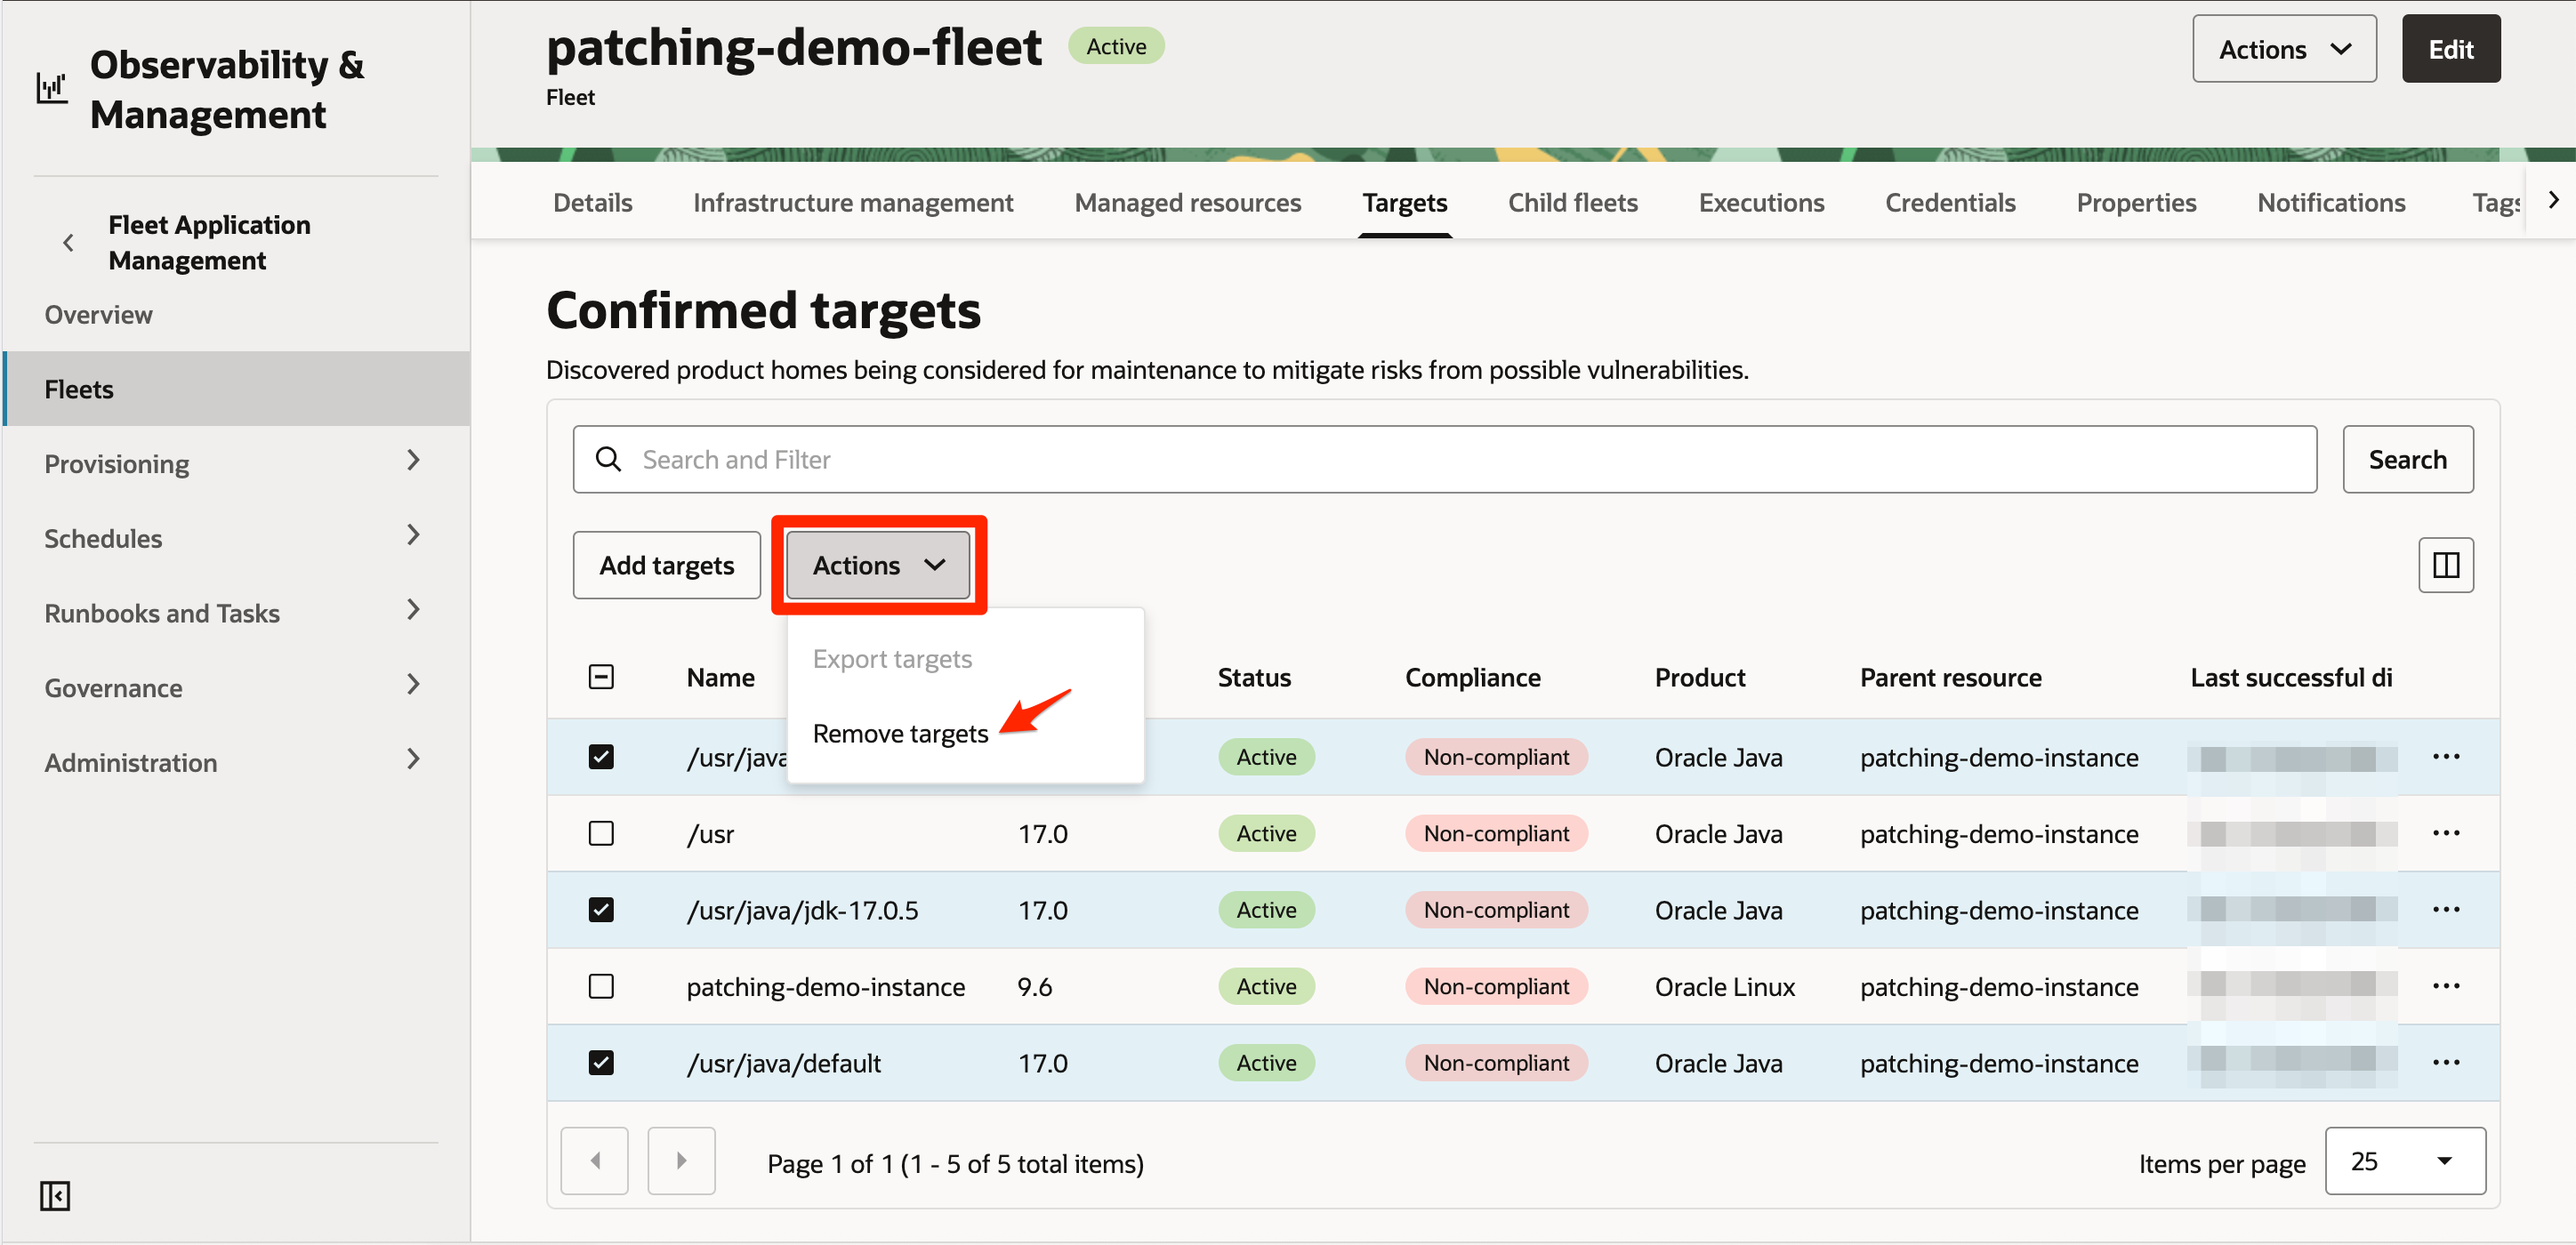 Observability &
Management
Fleet Application
Management
Overview
Fleets
Provisioning
Schedules
Runbooks and Tasks
Governance
Administration
patching-demo-fleet Active
Fleet
Actions Edit
Details Infrastructure management Managed resources Targets Child fleets Executions Credentials Properties Notifications Tags
Confirmed targets
Discovered product homes being considered for maintenance to mitigate risks from possible vulnerabilities.
Search and Filter Search
Add targets Actions
Export targets
Remove targets
Name Status Compliance Product Parent resource Last successful di
/usr/java Active Non-compliant Oracle Java patching-demo-instance
/usr 17.0 Active Non-compliant Oracle Java patching-demo-instance
/usr/java/jdk-17.0.5 17.0 Active Non-compliant Oracle Java patching-demo-instance
patching-demo-instance 9.6 Active Non-compliant Oracle Linux patching-demo-instance
/usr/java/default 17.0 Active Non-compliant Oracle Java patching-demo-instance
Page 1 of 1 (1 - 5 of 5 total items) Items per page 25